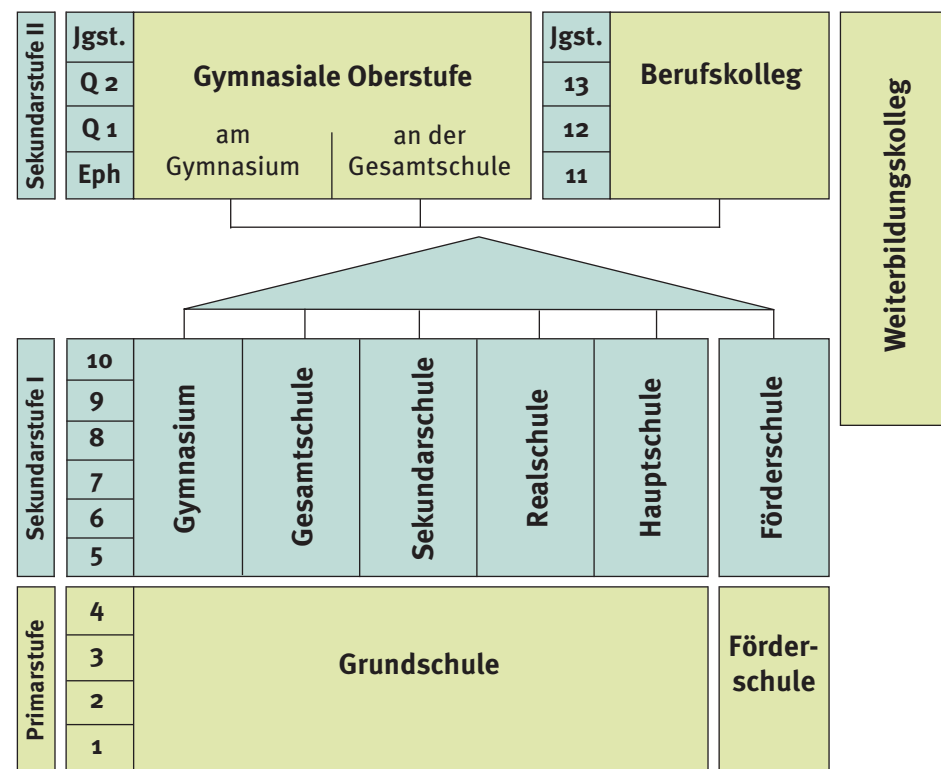 Sekundarstufe II
Jgst.
Q 2
Q 1
Eph
Gymnasiale Oberstufe
am
Gymnasium
an der
Gesamtschule
Jgst.
13
12
11
Berufskolleg
Weiterbildungskolleg
Sekundarstufe I
10
9
8
7
6
5
Gymnasium
Gesamtschule
Sekundarschule
Realschule
Hauptschule
Förderschule
Primarstufe
4
3
2
1
Grundschule
Förder-
schule